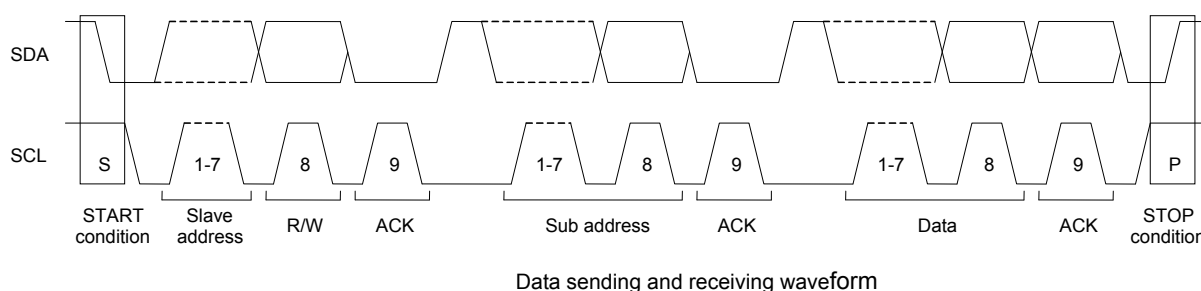 SDA
SCL
S 1-7 8 9 1-7 8 9 1-7 8 9 P
START condition
Slave address
R/W
ACK
Sub address
ACK
Data
ACK
STOP condition
Data sending and receiving waveform